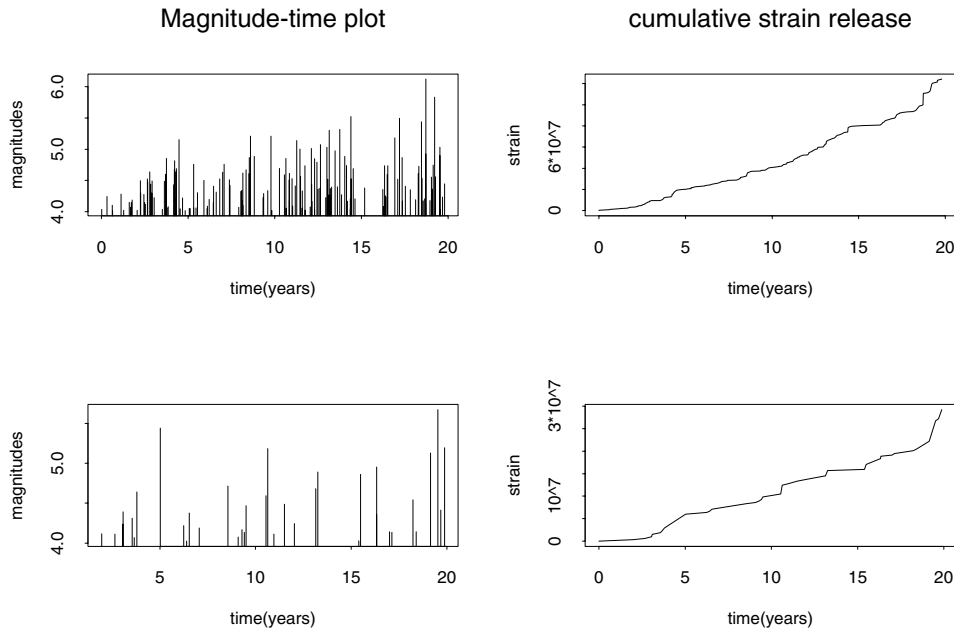 Magnitude-time plot
cumulative strain release
magnitudes
6.0
5.0
4.0
0 5 10 15 20
time(years)
strain
6*10^7
0
0 5 10 15 20
time(years)
magnitudes
5.0
4.0
5 10 15 20
time(years)
strain
3*10^7
10^7
0
0 5 10 15 20
time(years)